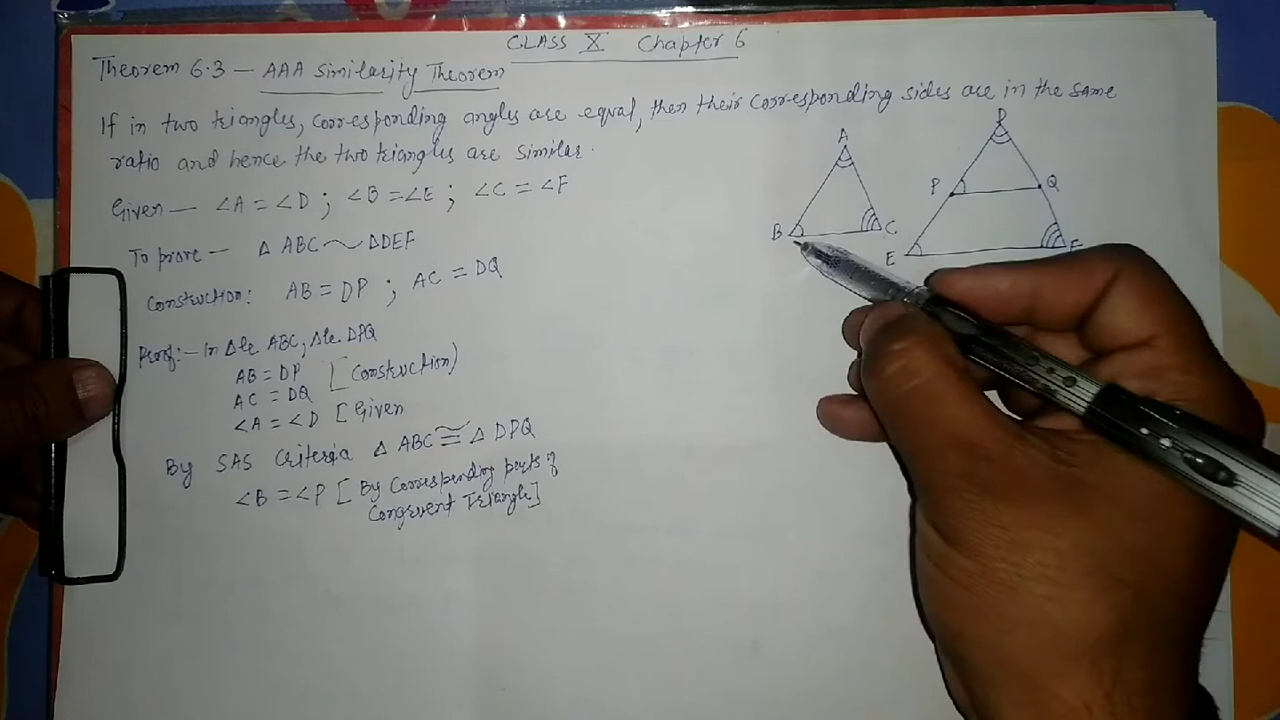 CLASS X Chapter 6
Theorem 6.3 — AAA Similarity Theorem
If in two triangles, corresponding angles are equal, then their corresponding sides are in the same
ratio and hence the two triangles are similar.
Given — ∠A = ∠D ; ∠B = ∠E ; ∠C = ∠F
To prove — Δ ABC ~ ΔDEF
Construction: AB = DP ; AC = DQ
Proof:- In Δle ABC, Δle DPQ
AB = DP [Construction)
AC = DQ
∠A = ∠D [Given
By SAS Criteria Δ ABC ≅ Δ DPQ
∠B = ∠P [By Corresponding parts of
Congruent Triangle]
A
B
C
D
P
Q
E
F